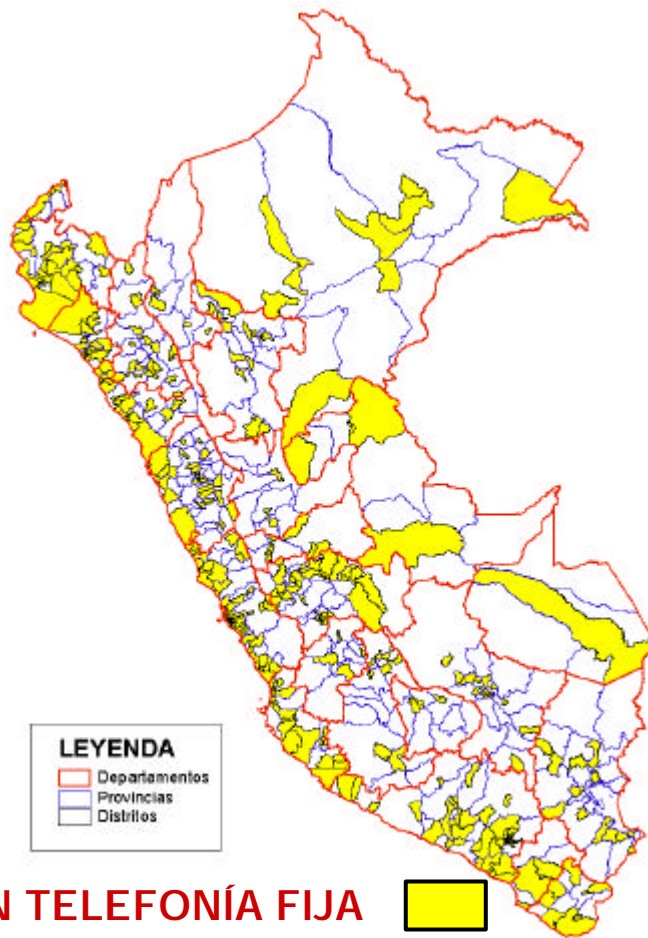 LEYENDA
Departamentos
Provincias
Distritos
N TELEFONÍA FIJA